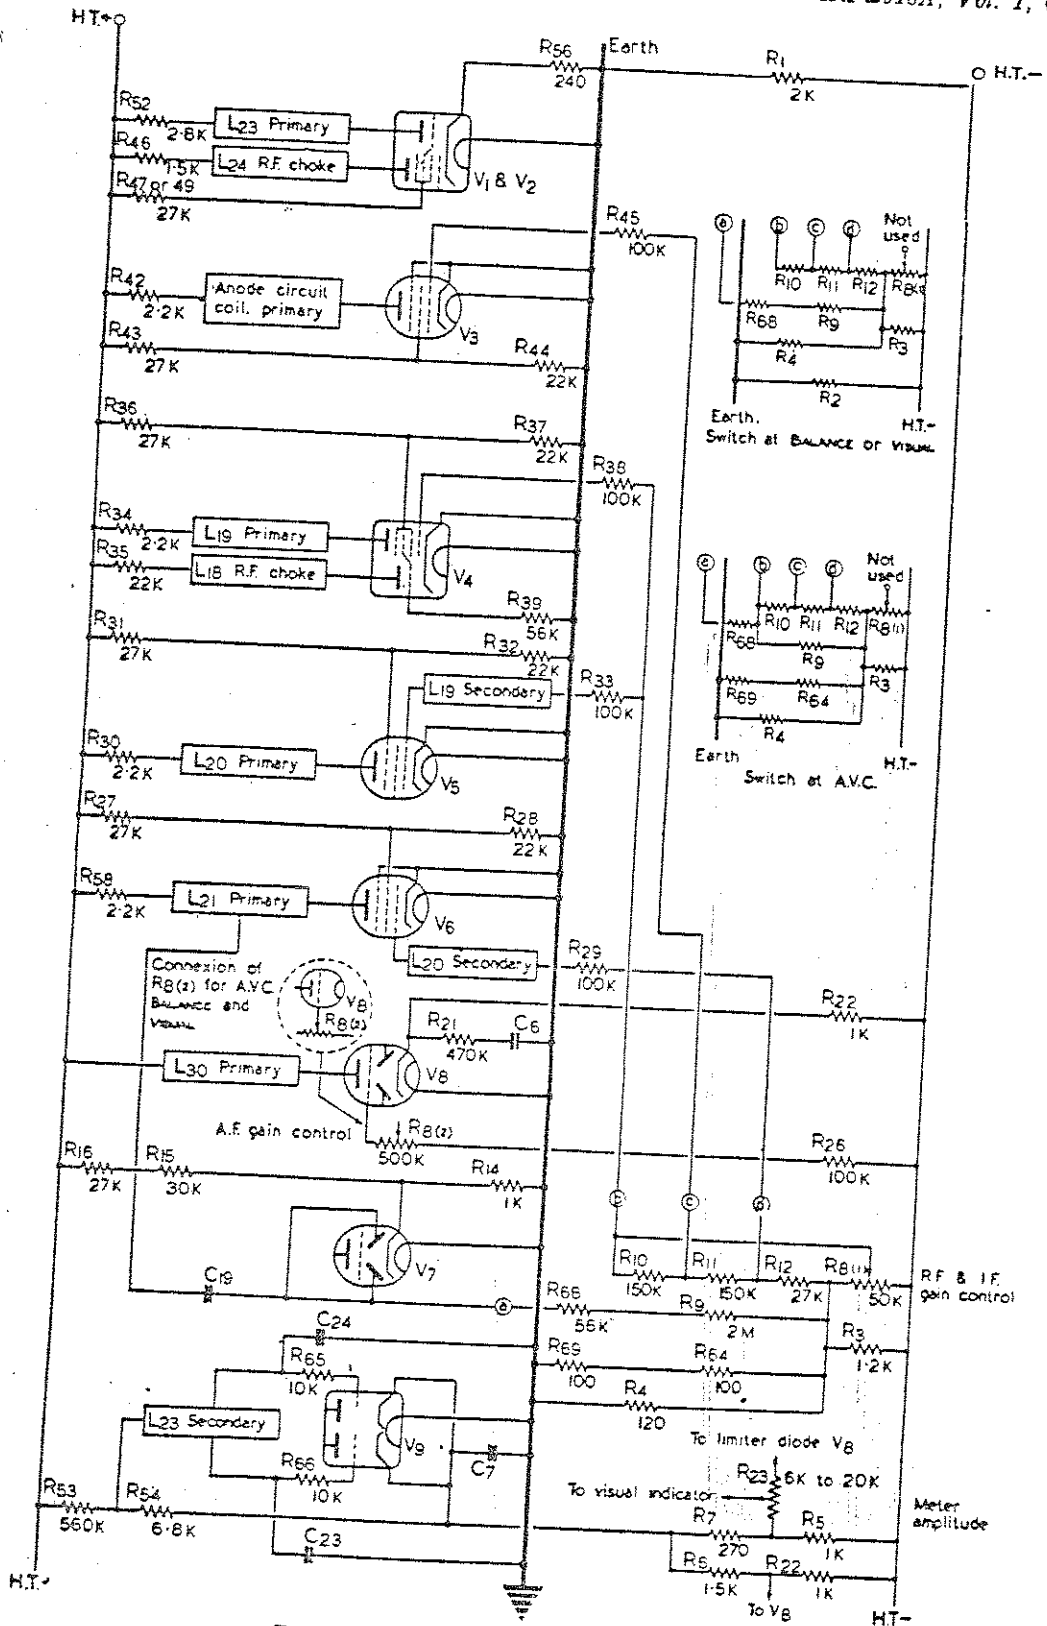 Vol. 1,
H.T.+
R56
240
Earth
R1
2K
H.T.-
R52
2.8K
L23 Primary
R46
1.5K
L24 R.F. choke
V1 & V2
R47 or 49
27K
R45
100K
R42
2.2K
Anode circuit
coil. primary
V3
R43
27K
R44
22K
a
b
c
d
Not
used
R10
R11
R12
R8(1)
R68
R9
R3
R4
R2
Earth.
H.T.-
Switch at BALANCE or VISUAL
R36
27K
R37
22K
R38
100K
R34
2.2K
L19 Primary
R35
22K
L18 R.F. choke
V4
R39
56K
R31
27K
R32
22K
L19 Secondary
R33
100K
b
c
d
Not
used
R10
R11
R12
R8(1)
R68
R9
R3
R69
R64
R4
Earth
H.T.-
Switch at A.V.C.
R30
2.2K
L20 Primary
V5
R27
27K
R28
22K
R58
2.2K
L21 Primary
V6
L20 Secondary
R29
100K
Connexion of
R8(2) for A.V.C.
BALANCE and
VISUAL
V8
R8(2)
R21
470K
C6
R22
1K
L30 Primary
V8
A.F. gain control
R8(2)
500K
R26
100K
R16
27K
R15
30K
R14
1K
b
c
d
V7
C19
R10
150K
R11
150K
R12
27K
R8(1)
50K
R.F. & I.F.
gain control
a
R68
56K
R9
2M
R3
1.2K
C24
R65
10K
R69
100
R64
100
R4
120
L23 Secondary
V9
C7
R66
10K
To limiter diode V8
R23
6K to 20K
To visual indicator
R53
560K
R54
6.8K
C23
R7
270
R5
1K
Meter
amplitude
R6
1.5K
R22
1K
To V8
H.T.+
H.T.-